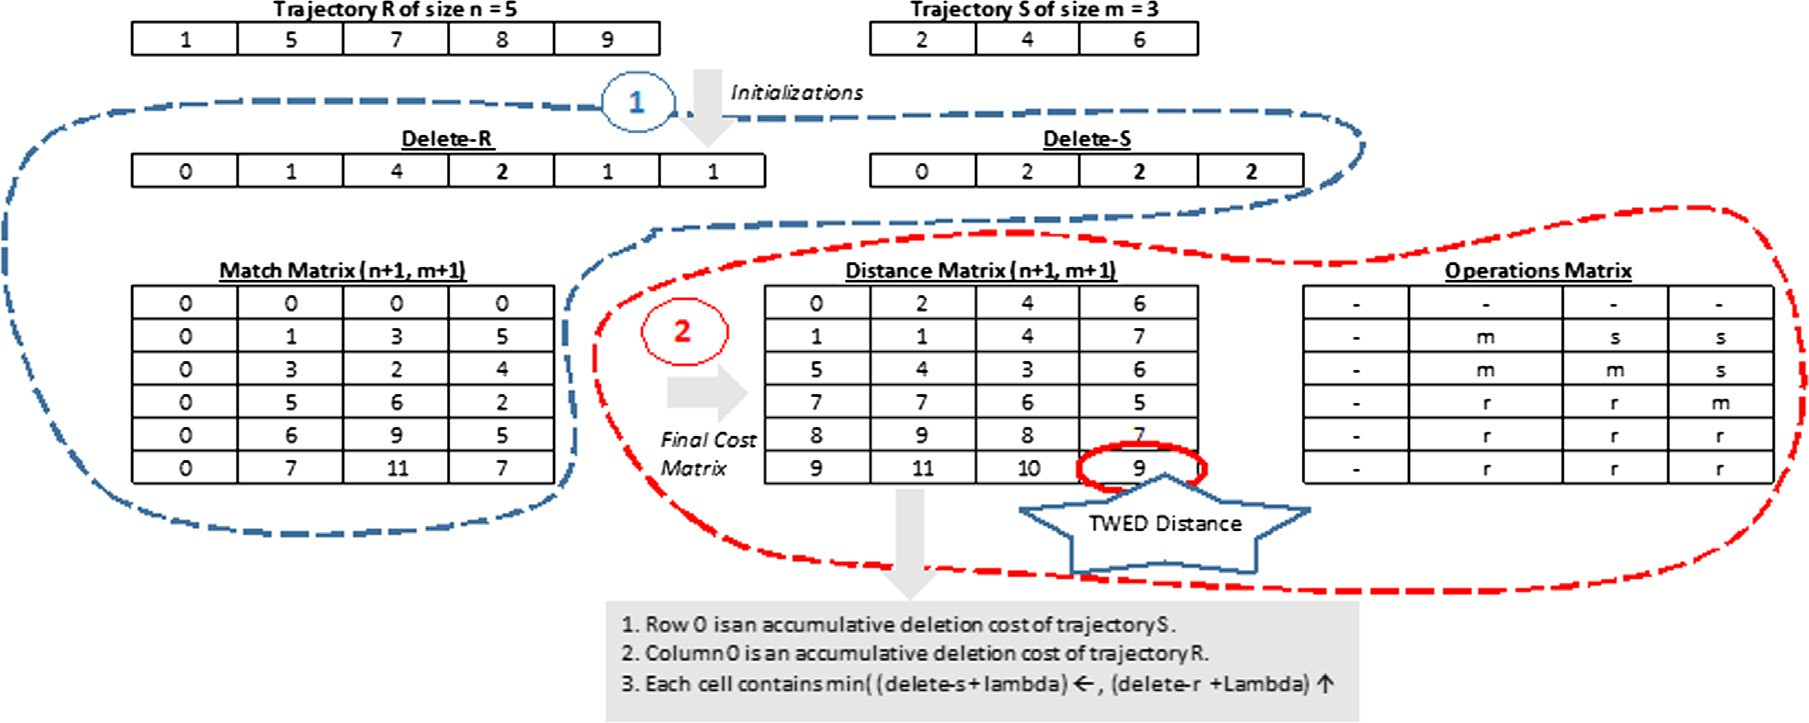 Trajectory R of size n = 5
Trajectory S of size m = 3
1 5 7 8 9
2 4 6
1
Initializations
Delete-R
Delete-S
0 1 4 2 1 1
0 2 2 2
Match Matrix (n+1, m+1)
0 0 0 0
0 1 3 5
0 3 2 4
0 5 6 2
0 6 9 5
0 7 11 7
2
Final Cost
Matrix
Distance Matrix (n+1, m+1)
0 2 4 6
1 1 4 7
5 4 3 6
7 7 6 5
8 9 8 7
9 11 10 9
TWED Distance
Operations Matrix
- - - -
- m s s
- m m s
- r r m
- r r r
- r r r
1. Row 0 is an accumulative deletion cost of trajectory S.
2. Column 0 is an accumulative deletion cost of trajectory R.
3. Each cell contains min( (delete-s + lambda) ← , (delete-r + Lambda) ↑